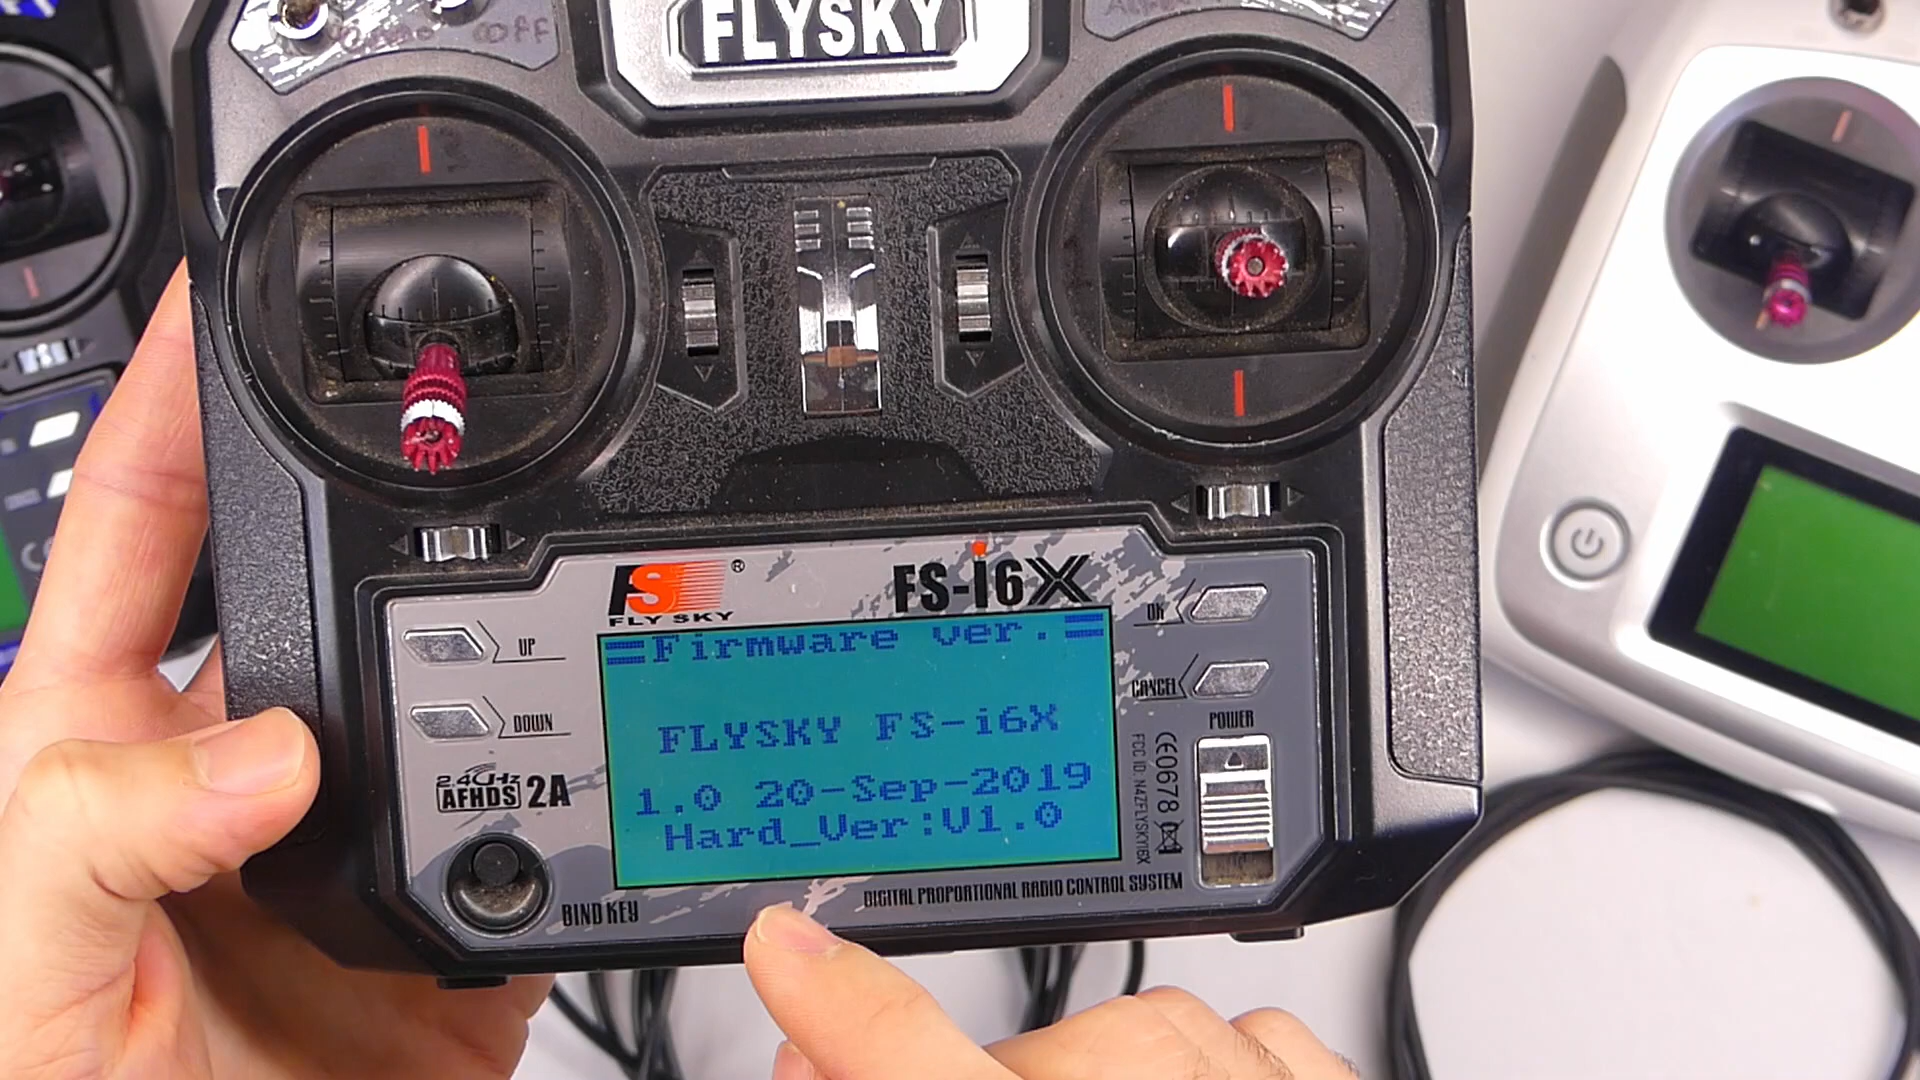 OFF
FLYSKY
FS
®
FLY SKY
FS-i6X
UP
OK
DOWN
CANCEL
=Firmware ver.=
FLYSKY FS-i6X
1.0 20-Sep-2019
Hard_Ver:V1.0
POWER
2.4GHz
AFHDS 2A
CE0678
FCC ID: N4ZFLYSKYI6X
BIND KEY
DIGITAL PROPORTIONAL RADIO CONTROL SYSTEM